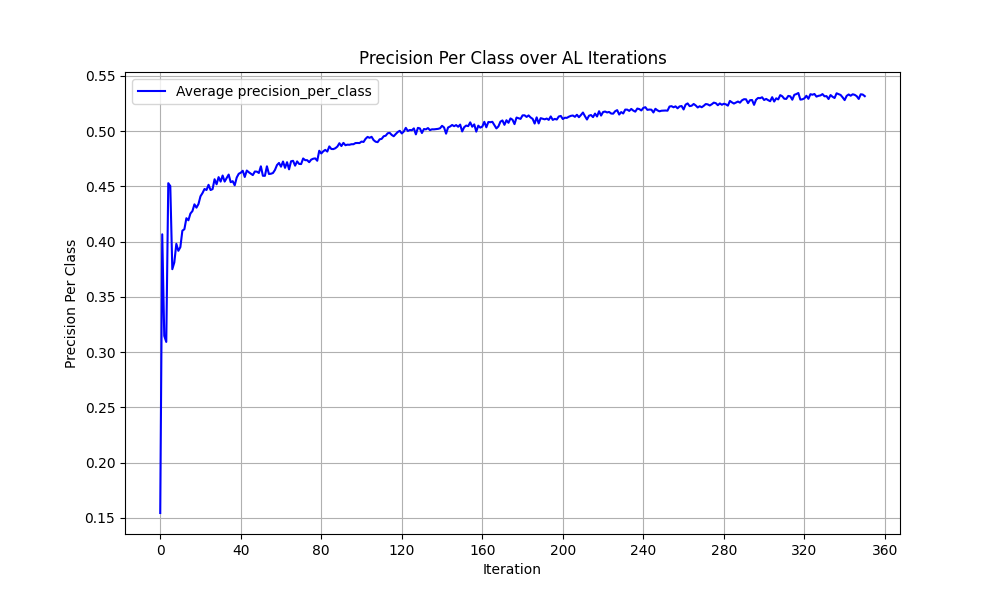 Precision Per Class over AL Iterations
Average precision_per_class
Precision Per Class
0.55
0.50
0.45
0.40
0.35
0.30
0.25
0.20
0.15
0 40 80 120 160 200 240 280 320 360
Iteration